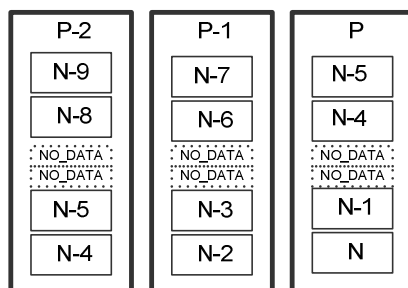 P-2
N-9
N-8
NO_DATA
NO_DATA
N-5
N-4
P-1
N-7
N-6
NO_DATA
NO_DATA
N-3
N-2
P
N-5
N-4
NO_DATA
NO_DATA
N-1
N